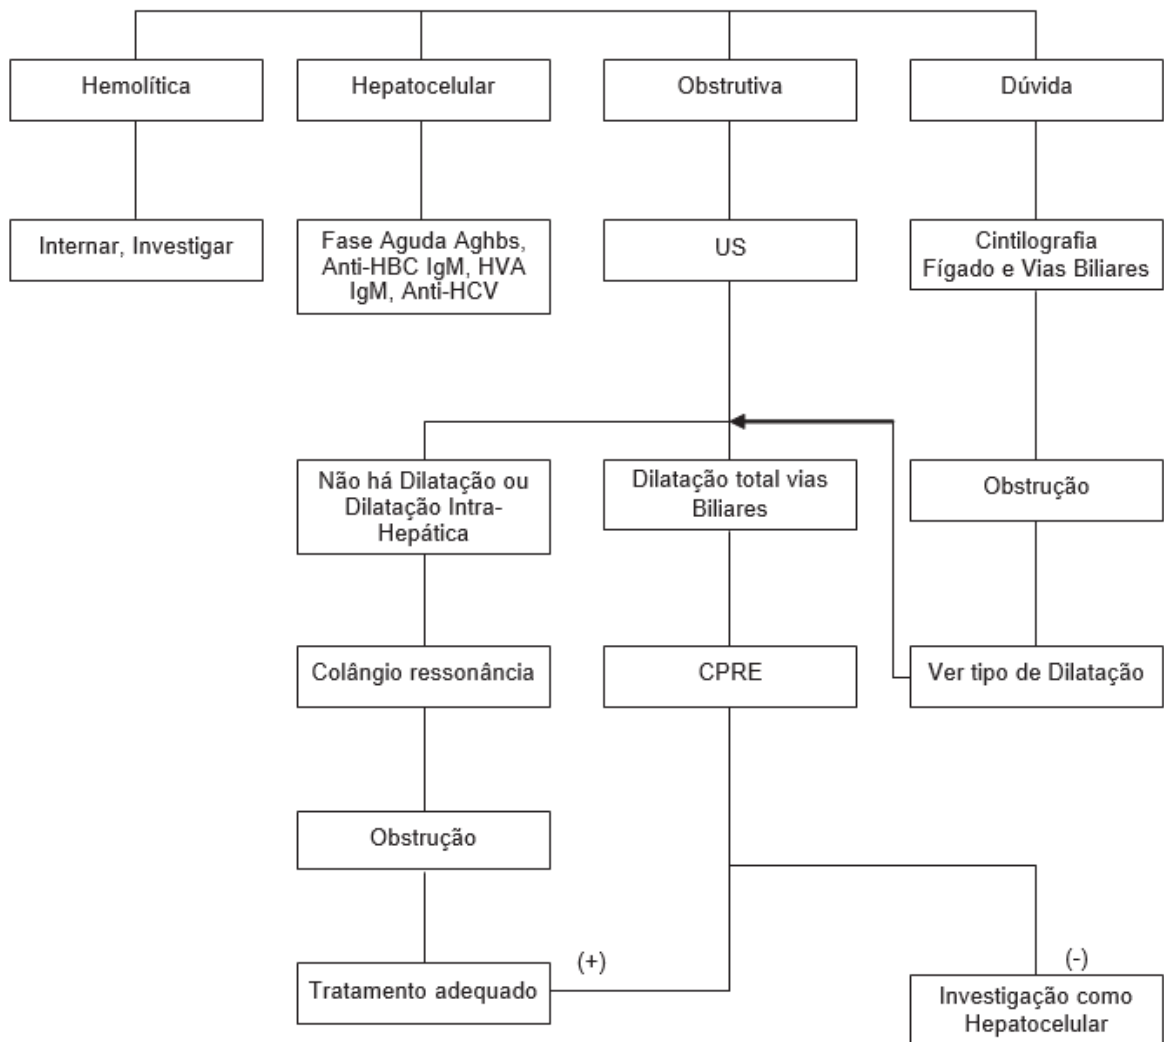 Hemolítica
Hepatocelular
Obstrutiva
Dúvida
Internar, Investigar
Fase Aguda Aghbs,
Anti-HBC IgM, HVA
IgM, Anti-HCV
US
Cintilografia
Fígado e Vias Biliares
Não há Dilatação ou
Dilatação Intra-
Hepática
Dilatação total vias
Biliares
Obstrução
Colângio ressonância
CPRE
Ver tipo de Dilatação
Obstrução
Tratamento adequado
(+)
(-)
Investigação como
Hepatocelular